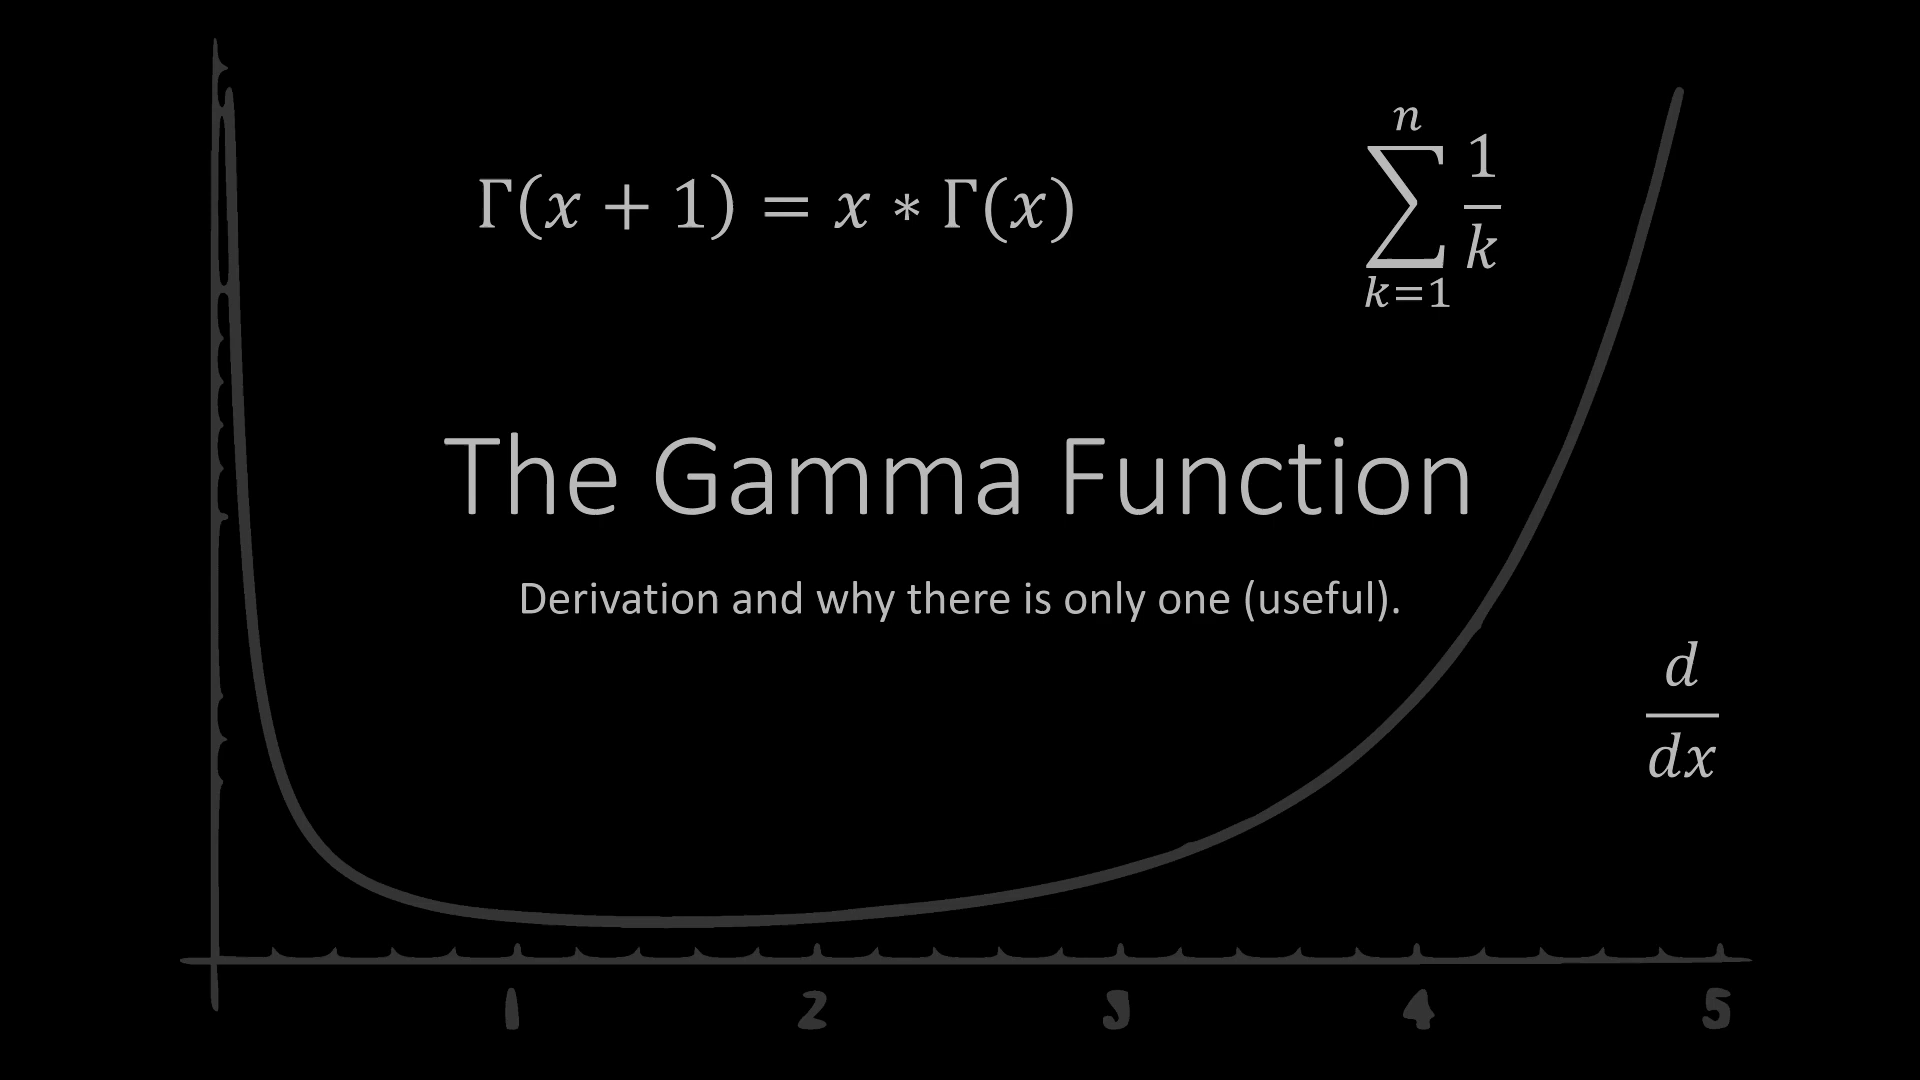 Γ(x + 1) = x ∗ Γ(x)
n
∑ 1/k
k=1
The Gamma Function
Derivation and why there is only one (useful).
d/dx
1 2 3 4 5